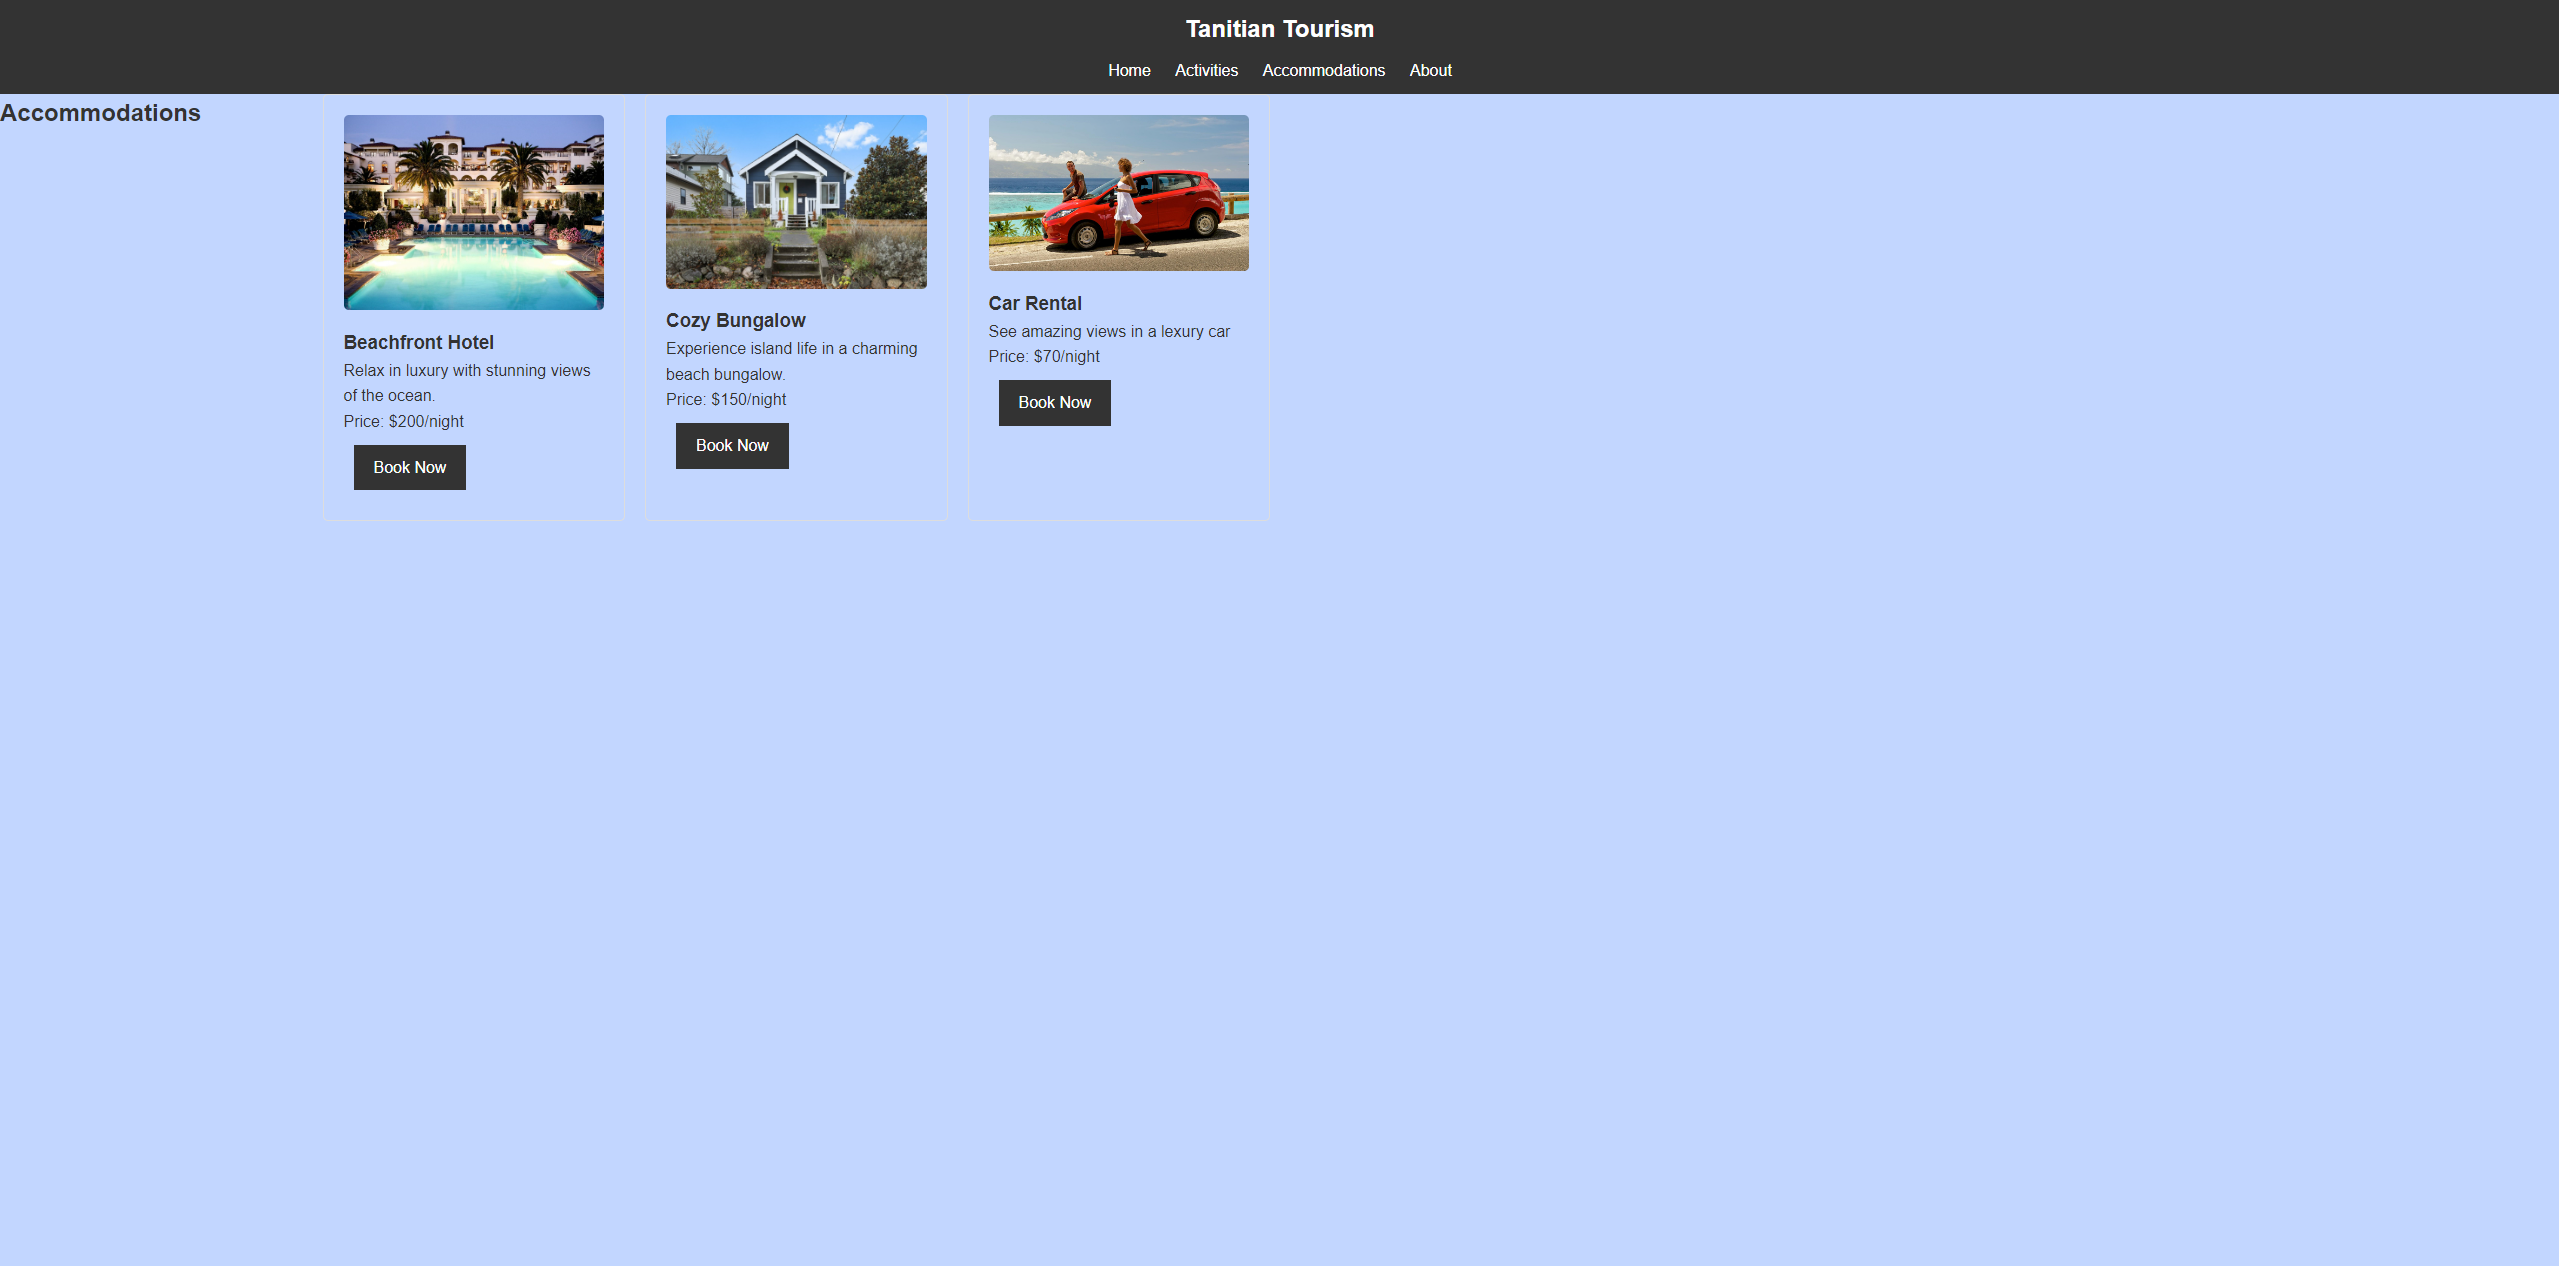 Tanitian Tourism
Home Activities Accommodations About
Accommodations
Beachfront Hotel
Relax in luxury with stunning views
of the ocean.
Price: $200/night
Book Now
Cozy Bungalow
Experience island life in a charming
beach bungalow.
Price: $150/night
Book Now
Car Rental
See amazing views in a lexury car
Price: $70/night
Book Now